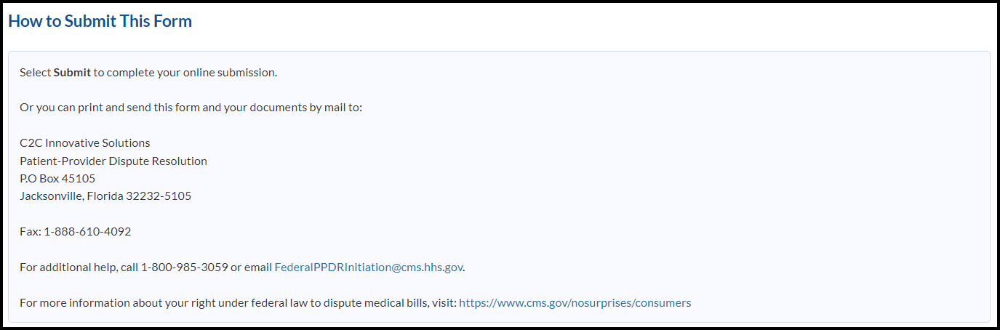 How to Submit This Form
Select Submit to complete your online submission.
Or you can print and send this form and your documents by mail to:
C2C Innovative Solutions
Patient-Provider Dispute Resolution
P.O Box 45105
Jacksonville, Florida 32232-5105
Fax: 1-888-610-4092
For additional help, call 1-800-985-3059 or email FederalPPDRInitiation@cms.hhs.gov.
For more information about your right under federal law to dispute medical bills, visit: https://www.cms.gov/nosurprises/consumers